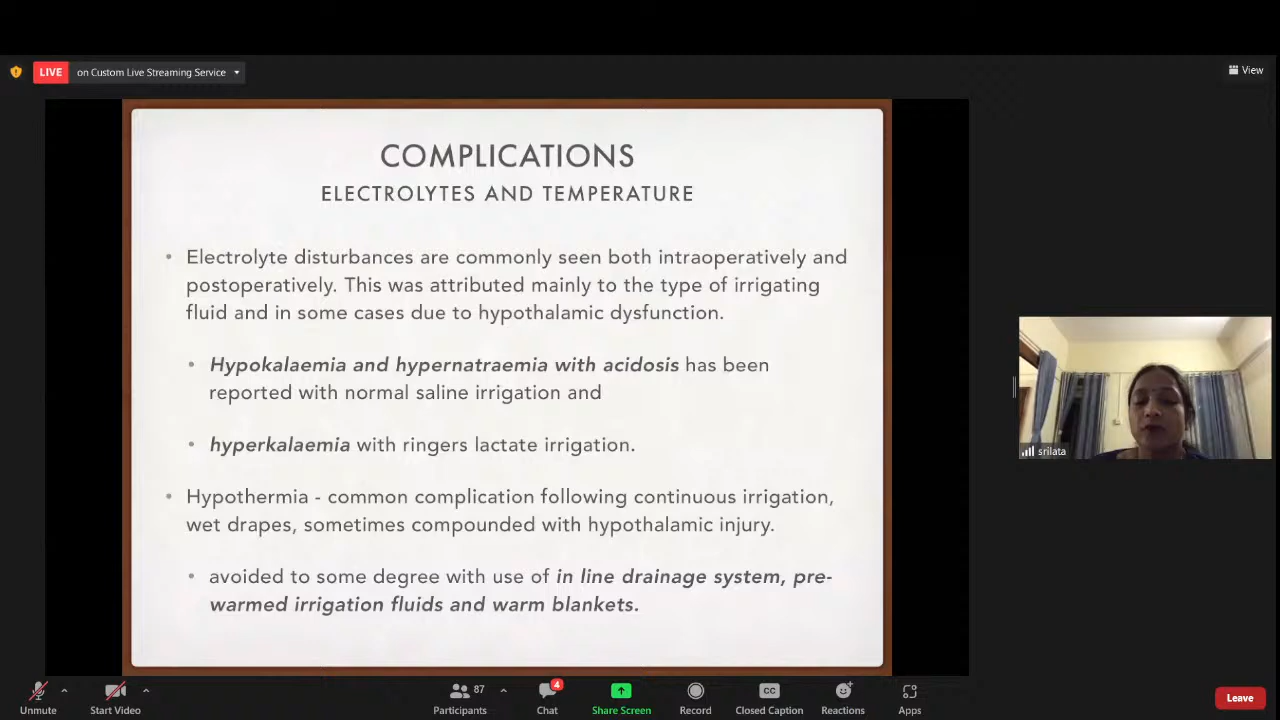 LIVE on Custom Live Streaming Service
View
COMPLICATIONS
ELECTROLYTES AND TEMPERATURE
• Electrolyte disturbances are commonly seen both intraoperatively and
postoperatively. This was attributed mainly to the type of irrigating
fluid and in some cases due to hypothalamic dysfunction.
• Hypokalaemia and hypernatraemia with acidosis has been
reported with normal saline irrigation and
• hyperkalaemia with ringers lactate irrigation.
• Hypothermia - common complication following continuous irrigation,
wet drapes, sometimes compounded with hypothalamic injury.
• avoided to some degree with use of in line drainage system, pre-
warmed irrigation fluids and warm blankets.
srilata
87
4
CC
Unmute Start Video Participants Chat Share Screen Record Closed Caption Reactions Apps Leave